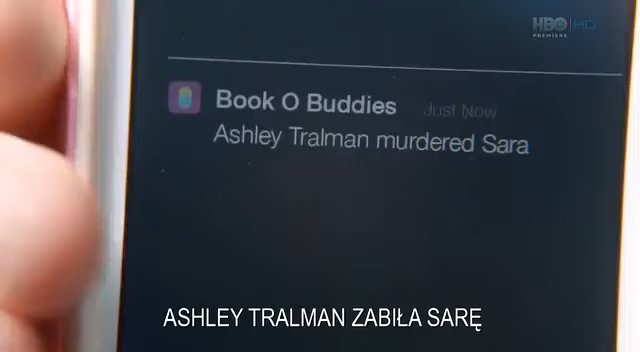 HBO HD
PREMIERE
Book O Buddies Just Now
Ashley Tralman murdered Sara
ASHLEY TRALMAN ZABIŁA SARĘ